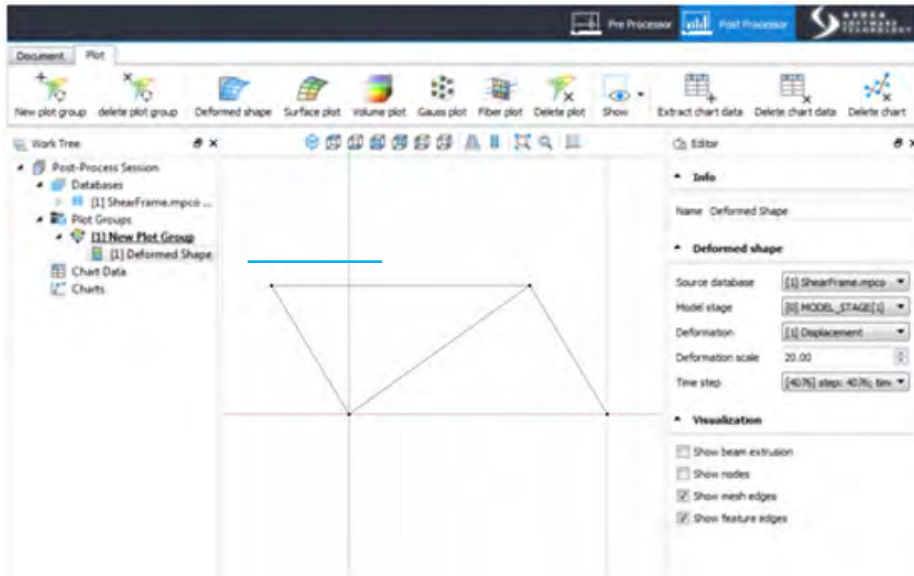 Pre Processor Post Processor ASDEA SOFTWARE TECHNOLOGY
Document Plot
New plot group delete plot group Deformed shape Surface plot Volume plot Gauss plot Fiber plot Delete plot Show Extract chart data Delete chart data Delete chart
Work Tree Editor
Post-Process Session
Databases
[1] ShearFrame.mpco ...
Plot Groups
[1] New Plot Group
[1] Deformed Shape
Chart Data
Charts
Info
Name Deformed Shape
Deformed shape
Source database [1] ShearFrame.mpco
Model stage [0] MODEL_STAGE[1]
Deformation [1] Displacement
Deformation scale 20.00
Time step [4076] step: 4076; tim
Visualization
Show beam extrusion
Show nodes
Show mesh edges
Show feature edges